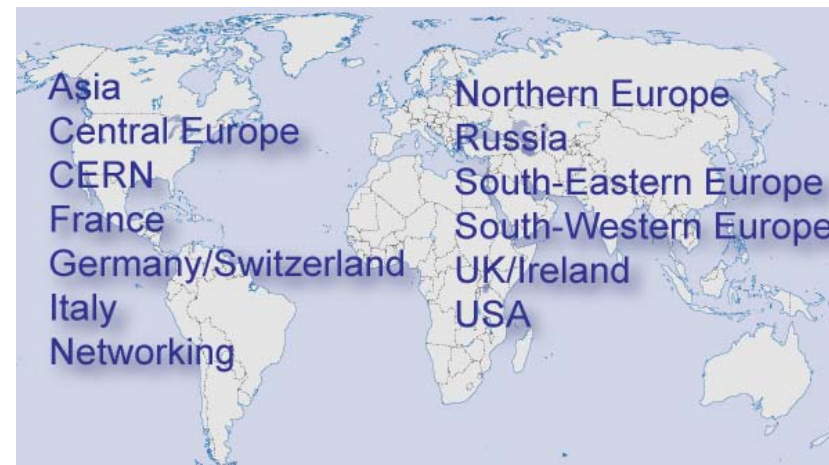 Asia
Central Europe
CERN
France
Germany/Switzerland
Italy
Networking
Northern Europe
Russia
South-Eastern Europe
South-Western Europe
UK/Ireland
USA